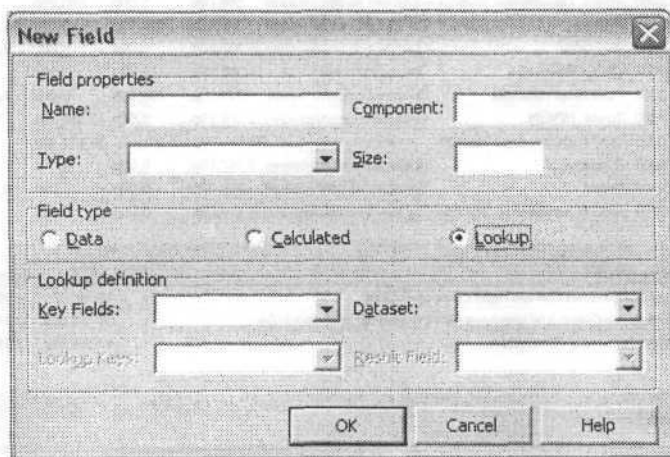 New Field
Field properties
Name:
Component:
Type:
Size:
Field type
Data
Calculated
Lookup
Lookup definition
Key Fields:
Dataset:
Lookup Keys:
Result Field:
OK
Cancel
Help